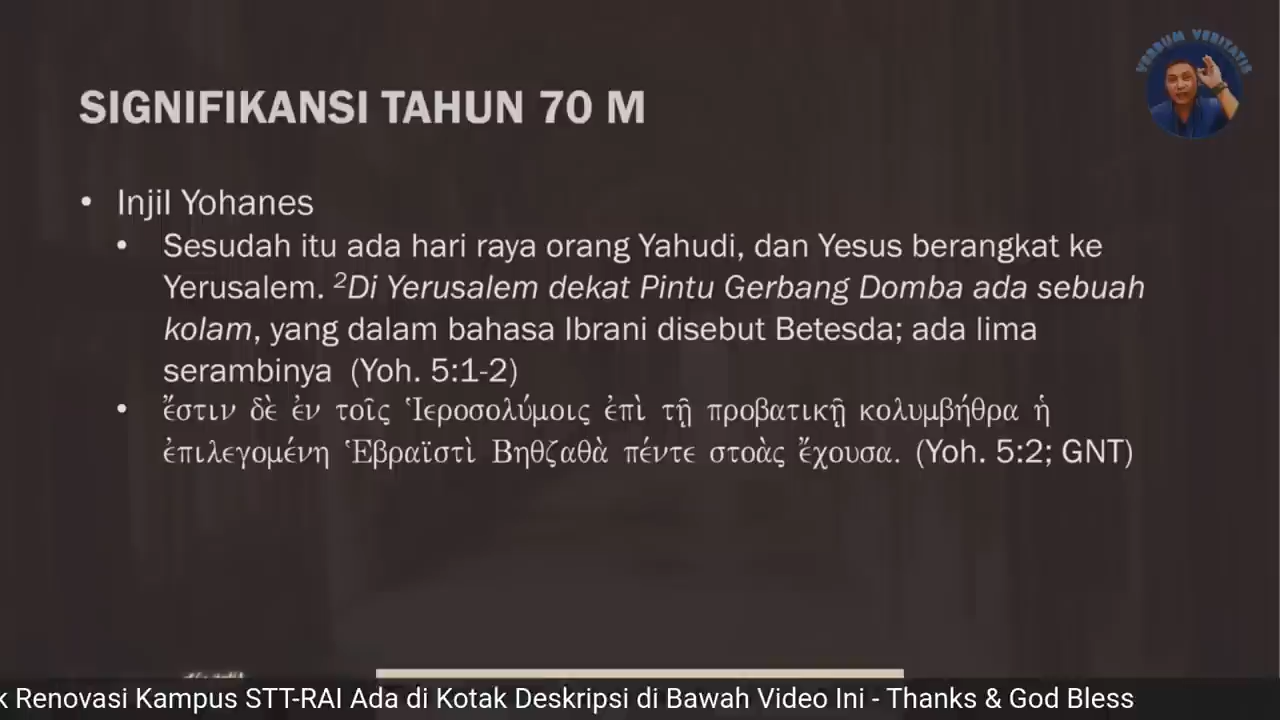 VERBUM VERITATIS
SIGNIFIKANSI TAHUN 70 M
• Injil Yohanes
• Sesudah itu ada hari raya orang Yahudi, dan Yesus berangkat ke
Yerusalem. ²Di Yerusalem dekat Pintu Gerbang Domba ada sebuah
kolam, yang dalam bahasa Ibrani disebut Betesda; ada lima
serambinya (Yoh. 5:1-2)
• ἔστιν δὲ ἐν τοῖς Ἱεροσολύμοις ἐπὶ τῇ προβατικῇ κολυμβήθρα ἡ
ἐπιλεγομένη Ἑβραϊστὶ Βηθζαθὰ πέντε στοὰς ἔχουσα. (Yoh. 5:2; GNT)
k Renovasi Kampus STT-RAI Ada di Kotak Deskripsi di Bawah Video Ini - Thanks & God Bless